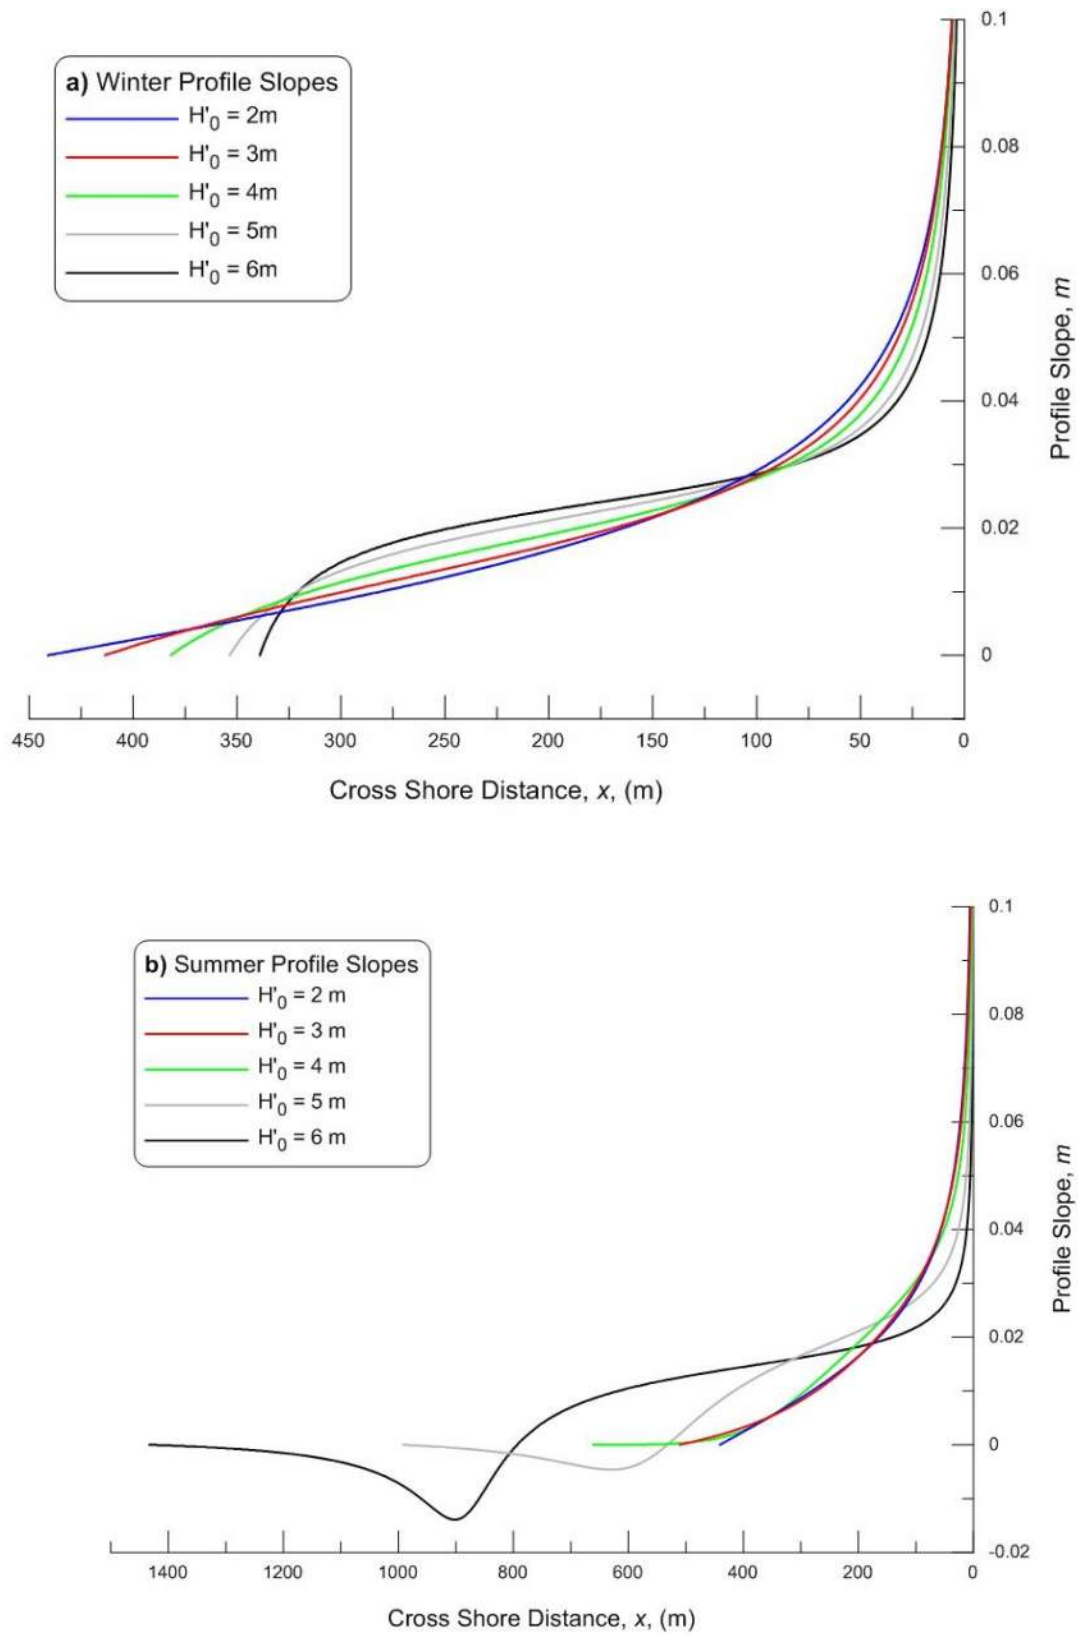 a) Winter Profile Slopes
H'0 = 2m
H'0 = 3m
H'0 = 4m
H'0 = 5m
H'0 = 6m
0.1
0.08
0.06
0.04
0.02
0
Profile Slope, m
450 400 350 300 250 200 150 100 50 0
Cross Shore Distance, x, (m)
b) Summer Profile Slopes
H'0 = 2 m
H'0 = 3 m
H'0 = 4 m
H'0 = 5 m
H'0 = 6 m
0.1
0.08
0.06
0.04
0.02
0
-0.02
Profile Slope, m
1400 1200 1000 800 600 400 200 0
Cross Shore Distance, x, (m)